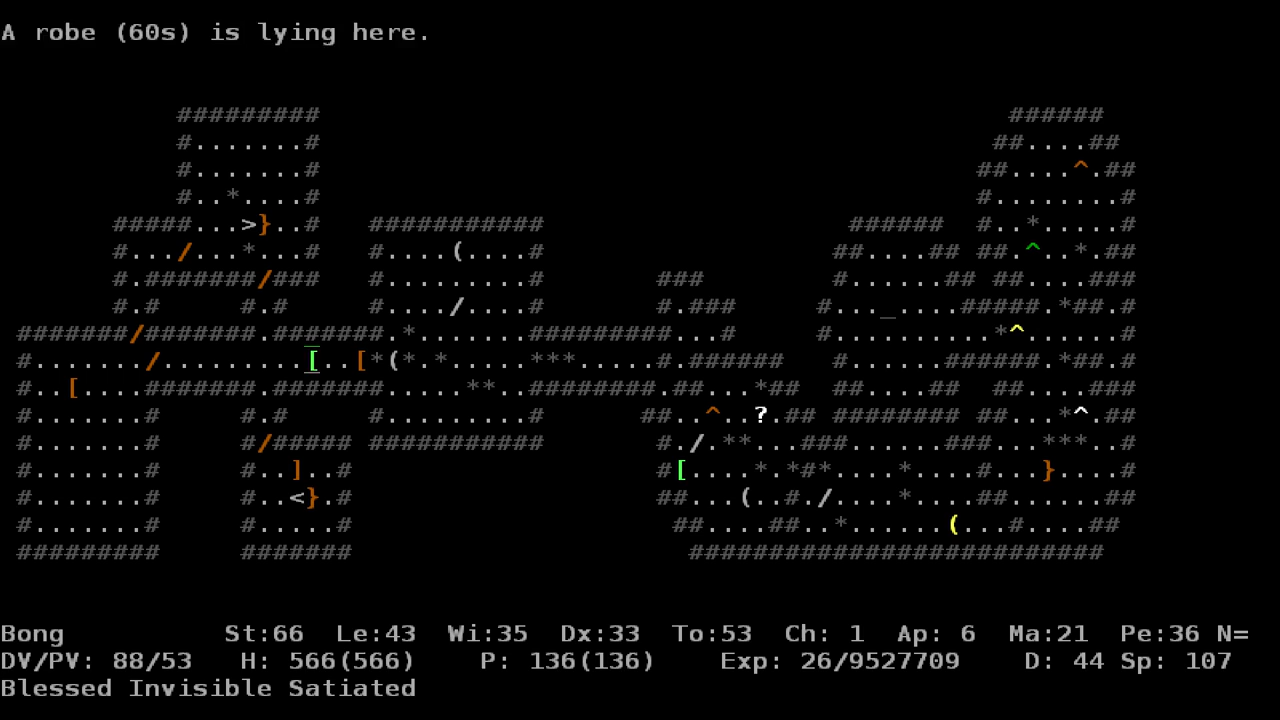 A robe (60s) is lying here.
           #########                                           ######
           #.......#                                          ##....##
           #.......#                                         ##....^.##
           #..*....#                                         #........#
       #####...>}..#   ###########                   ######  #..*.....#
       #.../...*...#   #....(....#                  ##....## ##.^..*.##
       #.#######/###   #.........#       ###        #......## ##....###
       #.#     #.#     #..../....#       #.###     #..._....#####.*##.#
 #######/#######.#######.*.......#########...#     #..........*^......#
 #......./.........[..[*(*.*.....***.....#.######   #......######.*##.#
 #..[....#######.#######.....**..########.##...*##  ##....##  ##....###
 #.......#     #.#     #.........#      ##..^..?.## ######## ##...*^.##
 #.......#     #/##### ###########       #./.**...###......###...***..#
 #.......#     #..]..#                   #[....*.*#*....*....#...}....#
 #.......#     #..<}.#                   ##...(..#./....*....##......##
 #.......#     #.....#                    ##....##..*......(...#....##
 #########     #######                     ##########################
Bong          St:66  Le:43  Wi:35  Dx:33  To:53  Ch: 1  Ap: 6  Ma:21  Pe:36 N=
DV/PV: 88/53   H: 566(566)    P: 136(136)    Exp: 26/9527709    D: 44 Sp: 107
Blessed Invisible Satiated